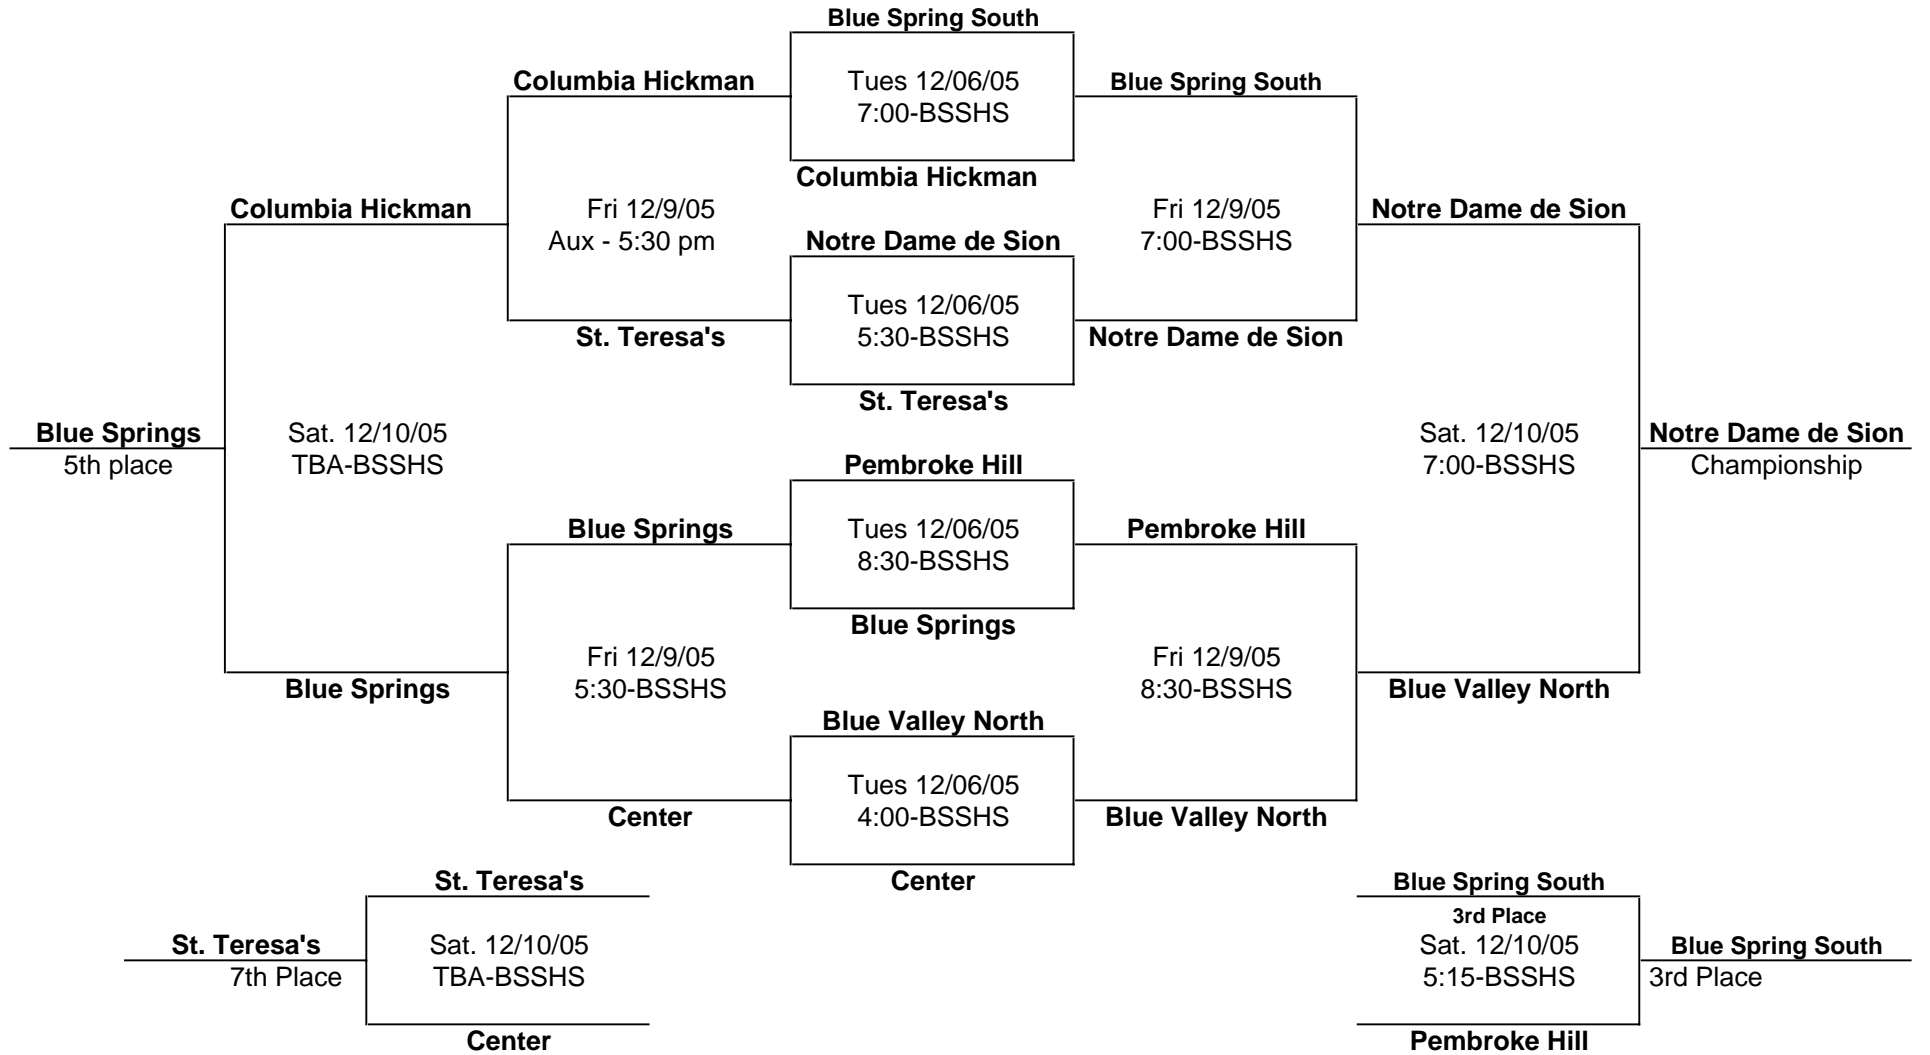 Blue Spring South
Columbia Hickman
Tues 12/06/05
7:00-BSSHS
Blue Spring South
Columbia Hickman
Columbia Hickman
Fri 12/9/05
Aux - 5:30 pm
Notre Dame de Sion
Fri 12/9/05
7:00-BSSHS
Notre Dame de Sion
St. Teresa's
Tues 12/06/05
5:30-BSSHS
Notre Dame de Sion
St. Teresa's
Blue Springs
5th place
Sat. 12/10/05
TBA-BSSHS
Pembroke Hill
Sat. 12/10/05
7:00-BSSHS
Notre Dame de Sion
Championship
Blue Springs
Tues 12/06/05
8:30-BSSHS
Pembroke Hill
Blue Springs
Blue Springs
Fri 12/9/05
5:30-BSSHS
Fri 12/9/05
8:30-BSSHS
Blue Valley North
Blue Valley North
Center
Tues 12/06/05
4:00-BSSHS
Blue Valley North
Center
St. Teresa's
St. Teresa's
7th Place
Sat. 12/10/05
TBA-BSSHS
Center
Blue Spring South
3rd Place
Sat. 12/10/05
5:15-BSSHS
Blue Spring South
3rd Place
Pembroke Hill